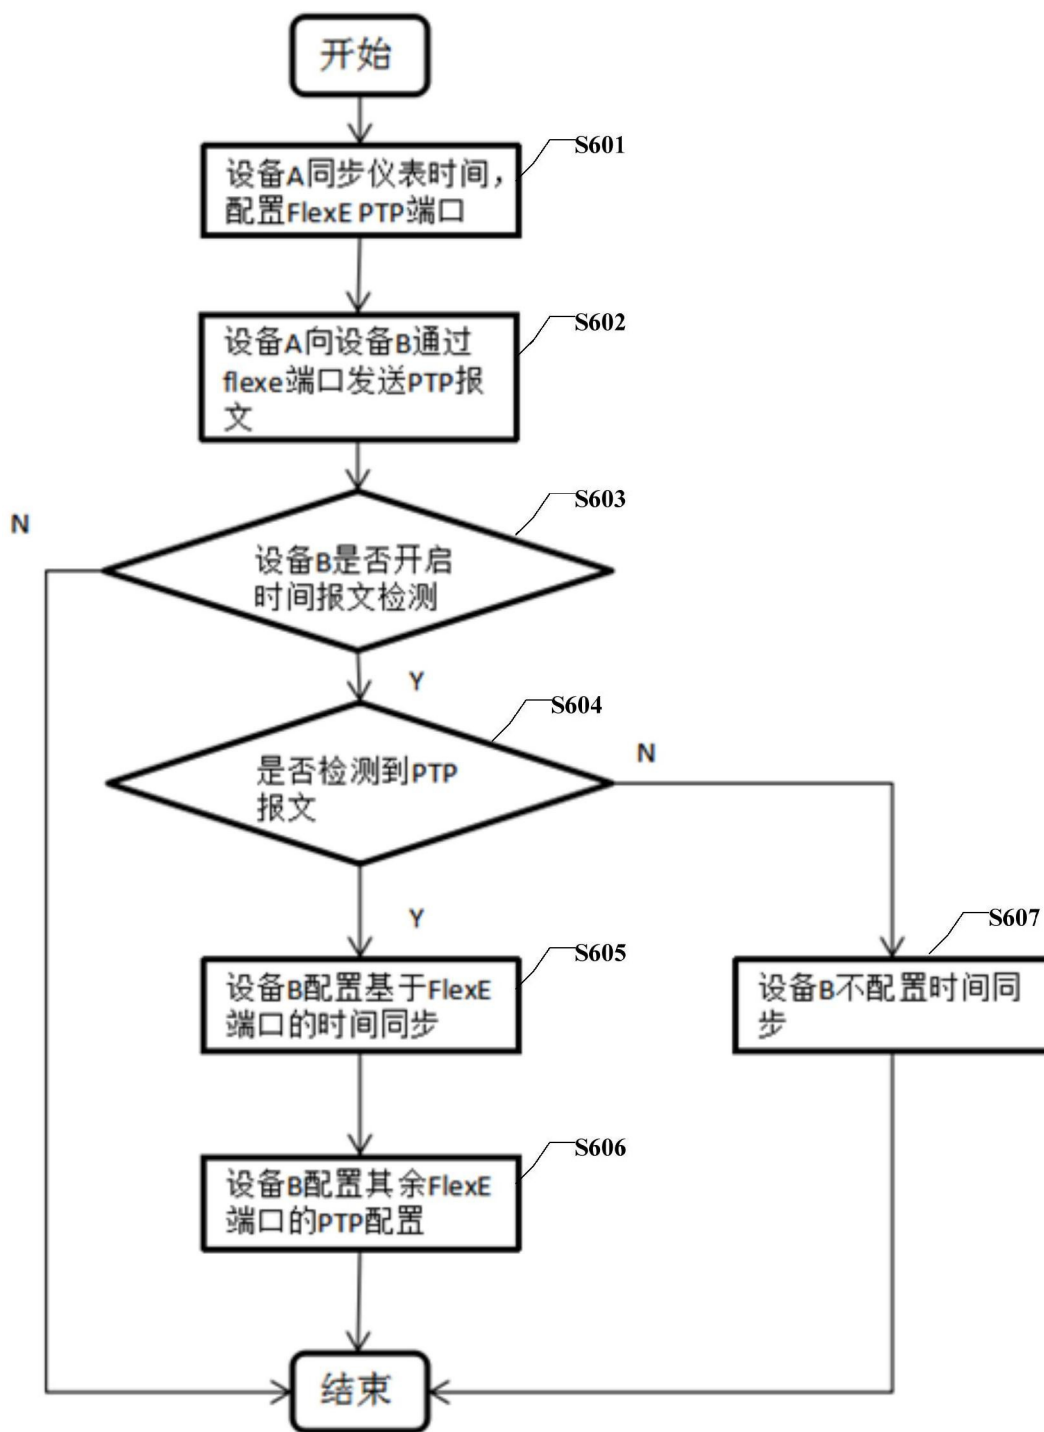 开始
S601
设备A同步仪表时间，
配置FlexE PTP端口
S602
设备A向设备B通过
flexe端口发送PTP报
文
S603
N
设备B是否开启
时间报文检测
Y
S604
N
是否检测到PTP
报文
Y
S607
S605
设备B配置基于FlexE
端口的时间同步
设备B不配置时间同
步
S606
设备B配置其余FlexE
端口的PTP配置
结束